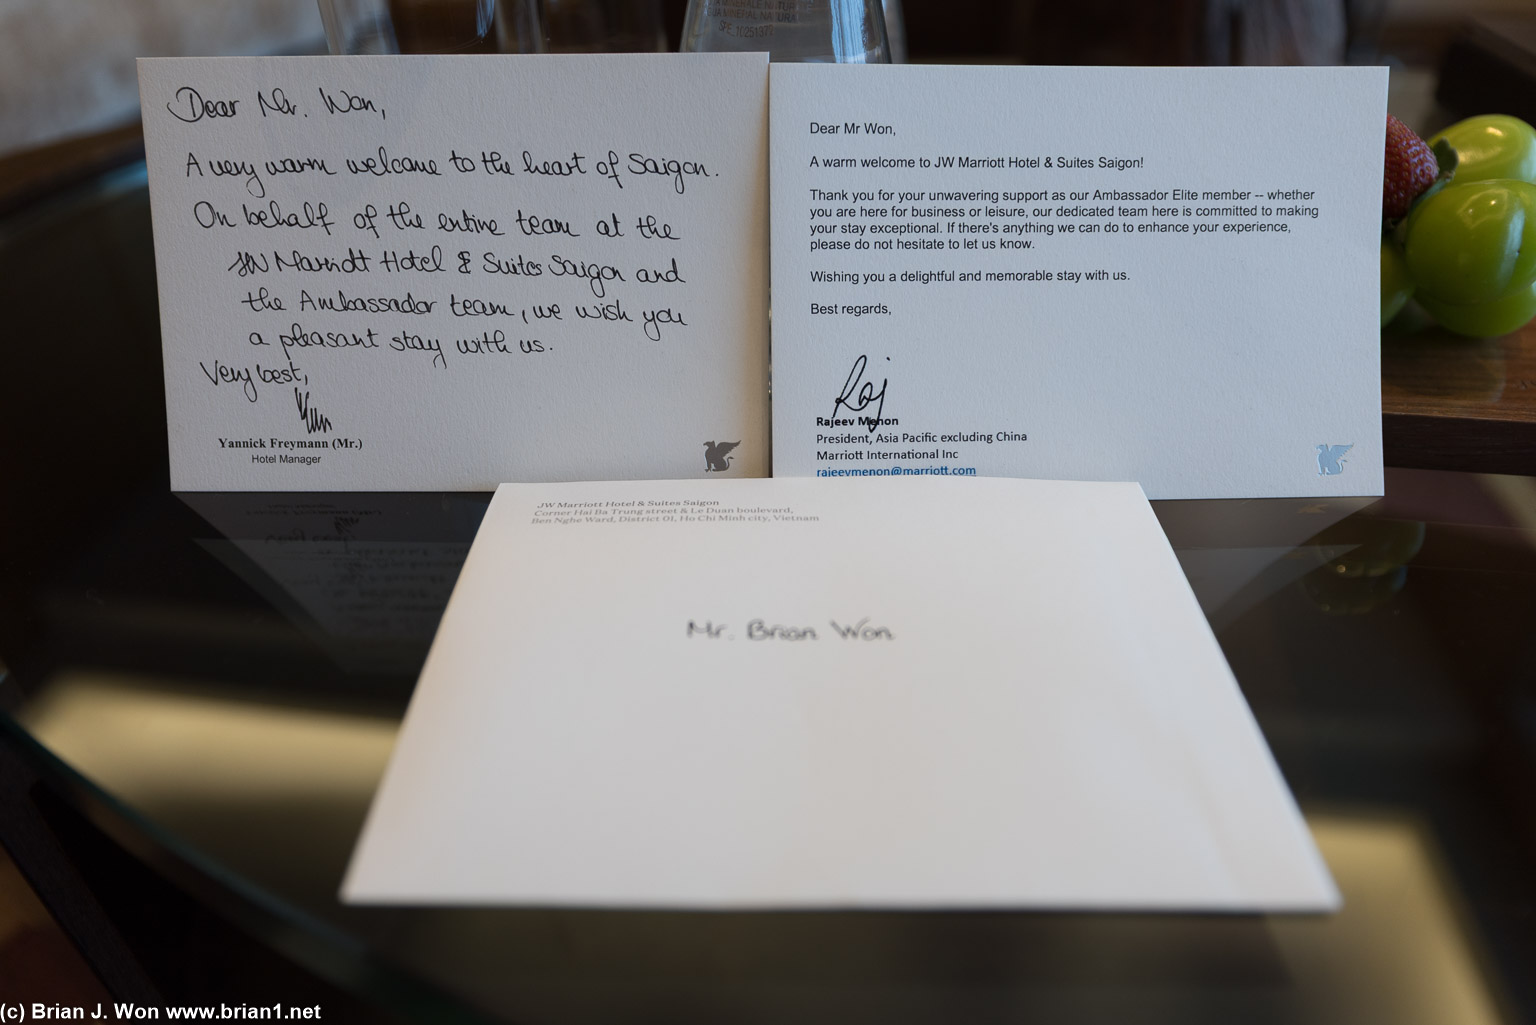 Dear Mr. Won,
A very warm welcome to the heart of Saigon.
On behalf of the entire team at the
JW Marriott Hotel & Suites Saigon and
the Ambassador team, we wish you
a pleasant stay with us.
Very best,
Yannick Freymann (Mr.)
Hotel Manager
Dear Mr Won,
A warm welcome to JW Marriott Hotel & Suites Saigon!
Thank you for your unwavering support as our Ambassador Elite member -- whether
you are here for business or leisure, our dedicated team here is committed to making
your stay exceptional. If there's anything we can do to enhance your experience,
please do not hesitate to let us know.
Wishing you a delightful and memorable stay with us.
Best regards,
Raj
Rajeev Menon
President, Asia Pacific excluding China
Marriott International Inc
rajeevmenon@marriott.com
JW Marriott Hotel & Suites Saigon
Corner Hai Ba Trung street & Le Duan boulevard,
Ben Nghe Ward, District 01, Ho Chi Minh city, Vietnam
Mr. Brian Won
(c) Brian J. Won www.brian1.net